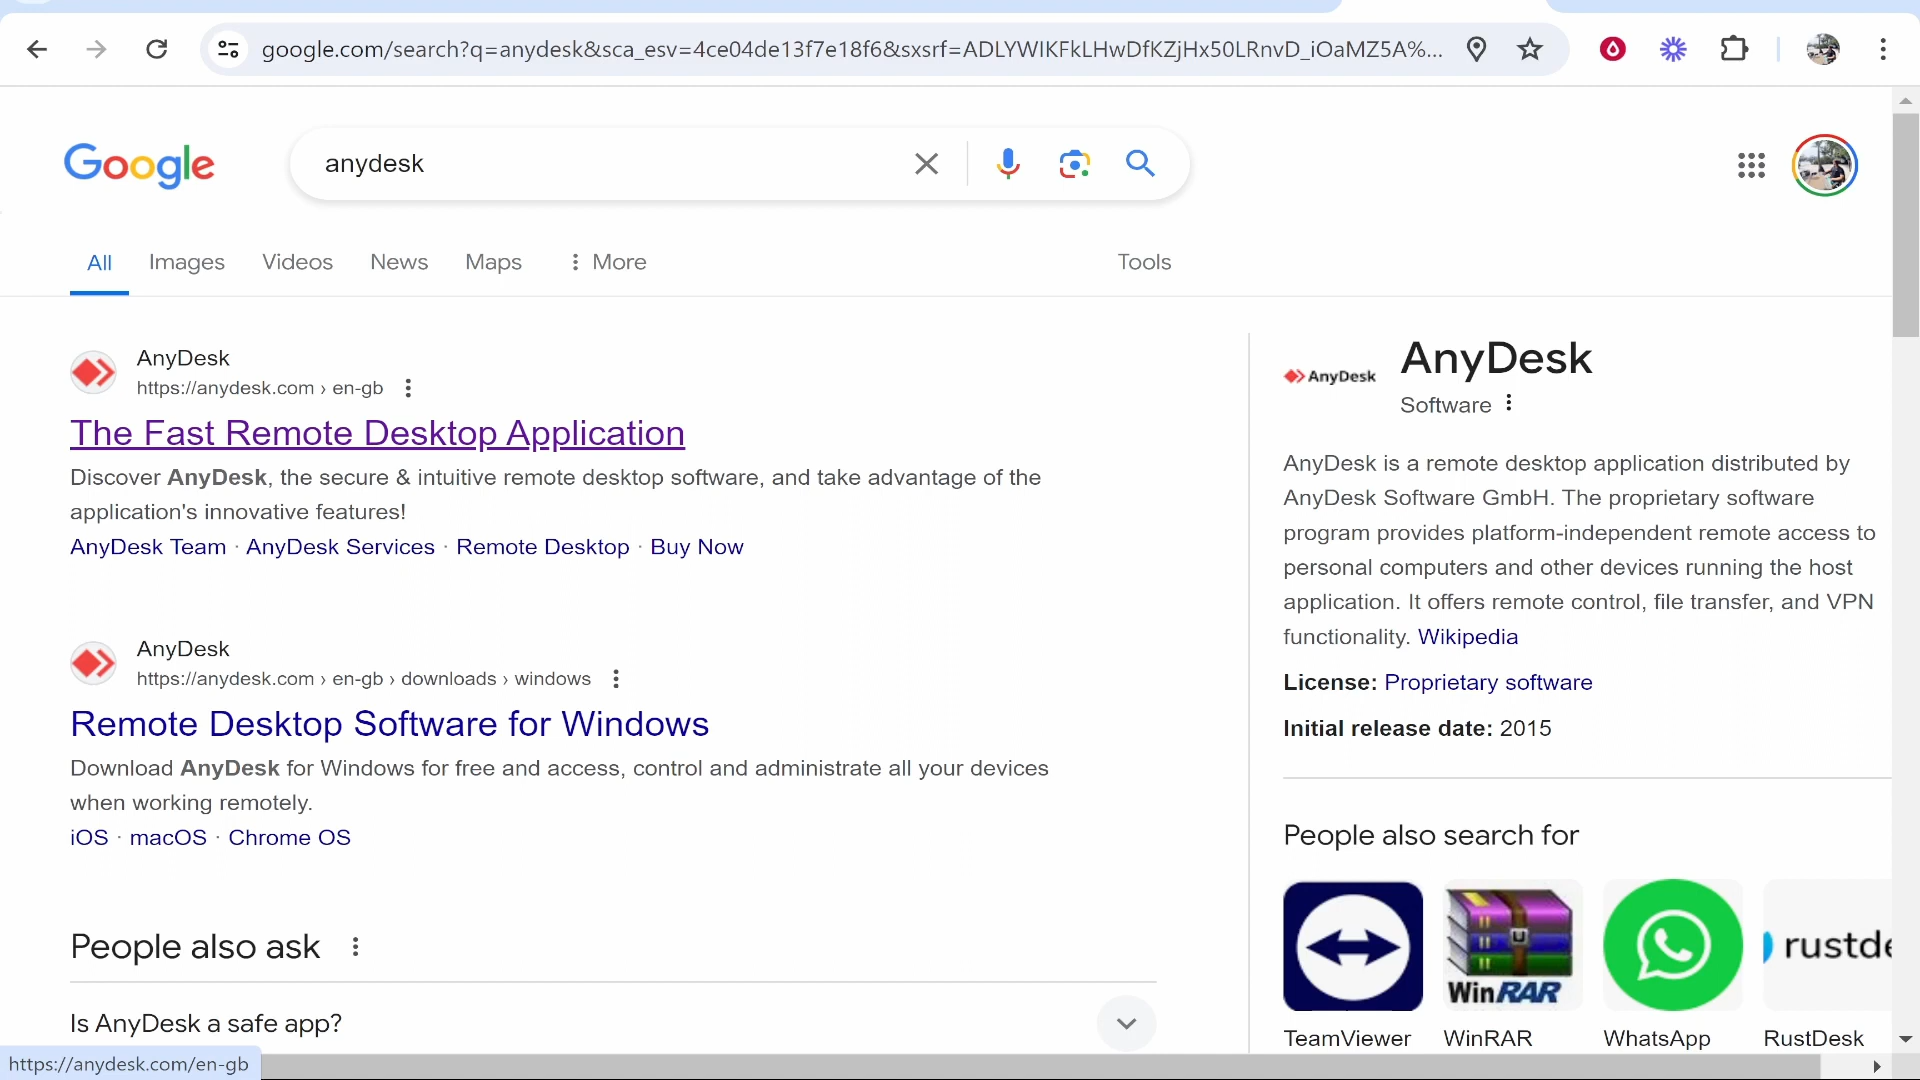 google.com/search?q=anydesk&sca_esv=4ce04de13f7e18f6&sxsrf=ADLYWIKFkLHwDfKZjHx50LRnvD_iOaMZ5A%...
Google
anydesk
All
Images
Videos
News
Maps
More
Tools
AnyDesk
https://anydesk.com › en-gb
The Fast Remote Desktop Application
Discover AnyDesk, the secure & intuitive remote desktop software, and take advantage of the
application's innovative features!
AnyDesk Team · AnyDesk Services · Remote Desktop · Buy Now
AnyDesk
https://anydesk.com › en-gb › downloads › windows
Remote Desktop Software for Windows
Download AnyDesk for Windows for free and access, control and administrate all your devices
when working remotely.
iOS · macOS · Chrome OS
People also ask
Is AnyDesk a safe app?
https://anydesk.com/en-gb
AnyDesk
AnyDesk
Software
AnyDesk is a remote desktop application distributed by
AnyDesk Software GmbH. The proprietary software
program provides platform-independent remote access to
personal computers and other devices running the host
application. It offers remote control, file transfer, and VPN
functionality. Wikipedia
License: Proprietary software
Initial release date: 2015
People also search for
WinRAR
rustde
TeamViewer
WinRAR
WhatsApp
RustDesk